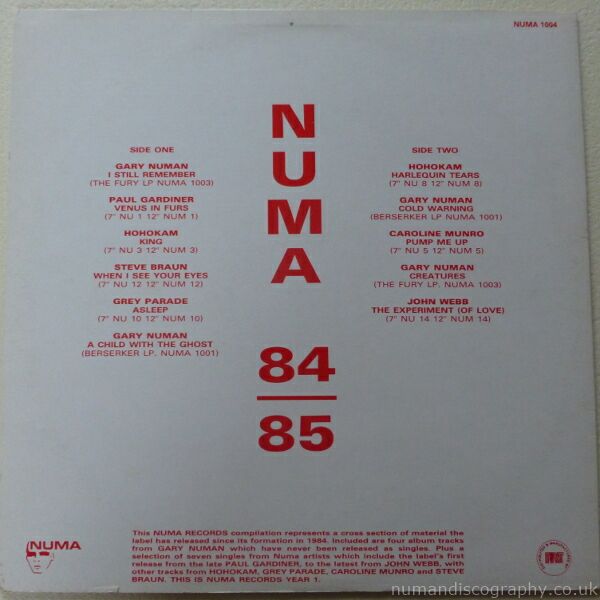 NUMA 1004
N
U
M
A
84
85
SIDE ONE
GARY NUMAN
I STILL REMEMBER
(THE FURY LP NUMA 1003)
PAUL GARDINER
VENUS IN FURS
(7" NU 1 12" NUM 1)
HOHOKAM
KING
(7" NU 3 12" NUM 3)
STEVE BRAUN
WHEN I SEE YOUR EYES
(7" NU 12 12" NUM 12)
GREY PARADE
ASLEEP
(7" NU 10 12" NUM 10)
GARY NUMAN
A CHILD WITH THE GHOST
(BERSERKER LP. NUMA 1001)
SIDE TWO
HOHOKAM
HARLEQUIN TEARS
(7" NU 8 12" NUM 8)
GARY NUMAN
COLD WARNING
(BERSERKER LP NUMA 1001)
CAROLINE MUNRO
PUMP ME UP
(7" NU 5 12" NUM 5)
GARY NUMAN
CREATURES
(THE FURY LP. NUMA 1003)
JOHN WEBB
THE EXPERIMENT (OF LOVE)
(7" NU 14 12" NUM 14)
NUMA
This NUMA RECORDS compilation represents a cross section of material the
label has released since its formation in 1984. Included are four album tracks
from GARY NUMAN which have never been released as singles. Plus a
selection of seven singles from Numa artists which include the label's first
release from the late PAUL GARDINER, to the latest from JOHN WEBB, with
other tracks from HOHOKAM, GREY PARADE, CAROLINE MUNRO and STEVE
BRAUN. THIS IS NUMA RECORDS YEAR 1.
numandiscography.co.uk